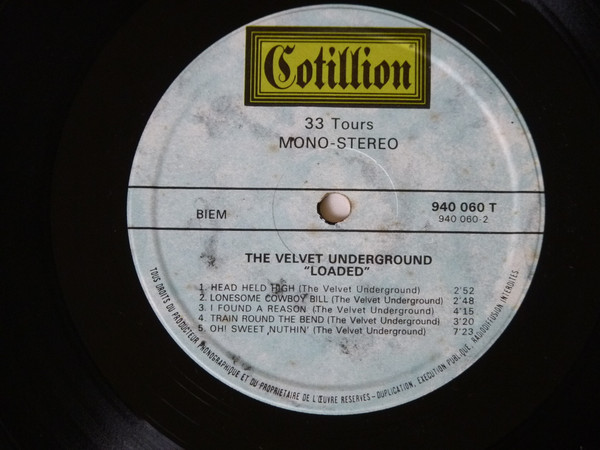 Cotillion
33 Tours
MONO-STEREO
BIEM
940 060 T
940 060-2
THE VELVET UNDERGROUND
"LOADED"
1. HEAD HELD HIGH (The Velvet Underground) 2'52
2. LONESOME COWBOY BILL (The Velvet Underground) 2'48
3. I FOUND A REASON (The Velvet Underground) 4'15
4. TRAIN ROUND THE BEND (The Velvet Underground) 3'20
5. OH! SWEET NUTHIN' (The Velvet Underground) 7'23
TOUS DROITS DU PRODUCTEUR PHONOGRAPHIQUE ET DU PROPRIETAIRE DE L'ŒUVRE RESERVES - DUPLICATION, EXECUTION PUBLIQUE, RADIODIFFUSION INTERDITES.